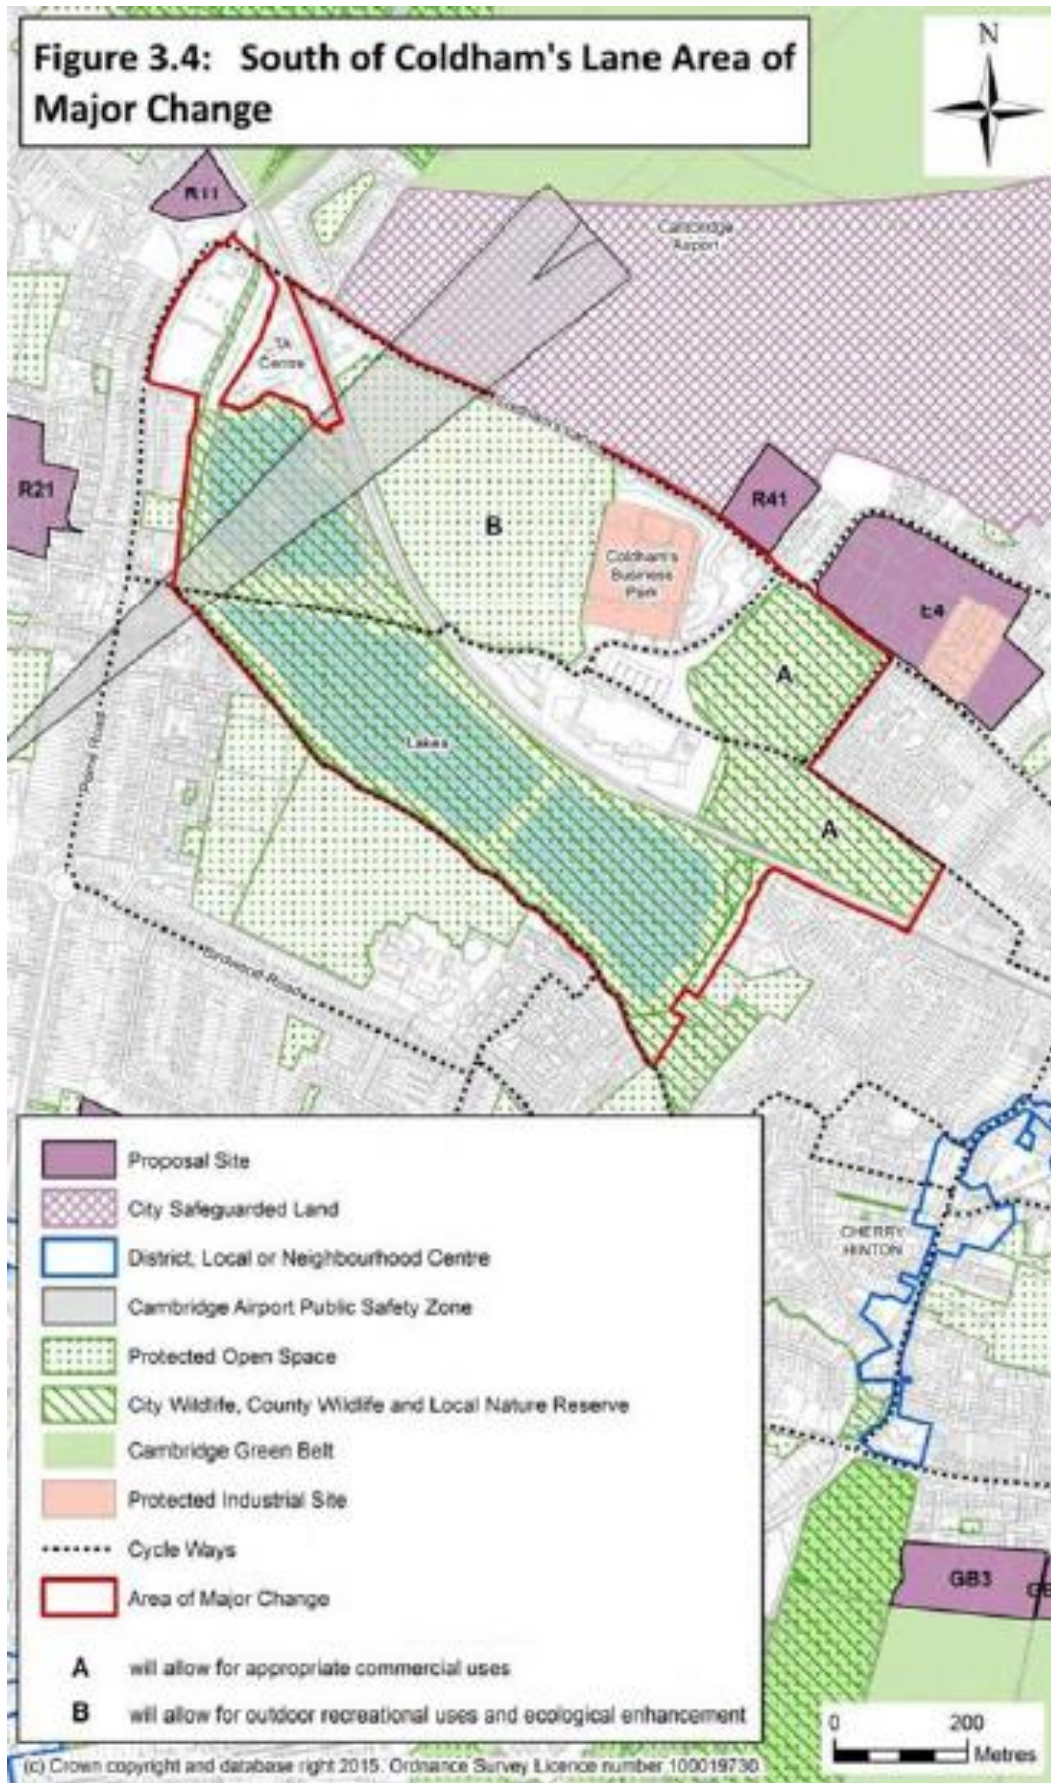 Figure 3.4: South of Coldham's Lane Area of
Major Change
N
R11
Cambridge
Airport
TA
Centre
R21
R41
B
Coldham's
Business
Park
E4
A
Lakes
A
Road
Birdwood Road
CHERRY
HINTON
GB3
Proposal Site
City Safeguarded Land
District, Local or Neighbourhood Centre
Cambridge Airport Public Safety Zone
Protected Open Space
City Wildlife, County Wildlife and Local Nature Reserve
Cambridge Green Belt
Protected Industrial Site
Cycle Ways
Area of Major Change
A will allow for appropriate commercial uses
B will allow for outdoor recreational uses and ecological enhancement
0 200
Metres
(c) Crown copyright and database right 2015. Ordnance Survey Licence number 100019730